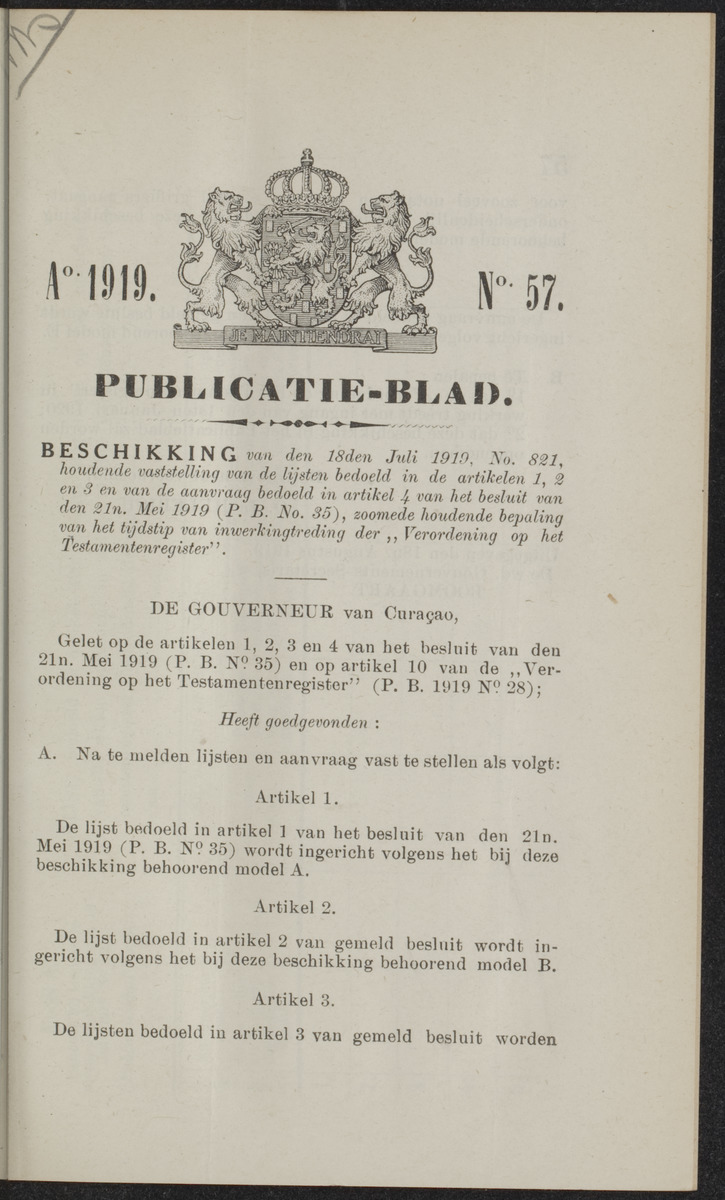 Aº. 1919.
Nº. 57.
JE MAINTIENDRAI
PUBLICATIE-BLAD.
BESCHIKKING van den 18den Juli 1919, No. 821,
houdende vaststelling van de lijsten bedoeld in de artikelen 1, 2
en 3 en van de aanvraag bedoeld in artikel 4 van het besluit van
den 21n. Mei 1919 (P. B. No. 35), zoomede houdende bepaling
van het tijdstip van inwerkingtreding der ,,Verordening op het
Testamentenregister''.
DE GOUVERNEUR van Curaçao,
Gelet op de artikelen 1, 2, 3 en 4 van het besluit van den
21n. Mei 1919 (P. B. Nº 35) en op artikel 10 van de ,,Ver-
ordening op het Testamentenregister'' (P. B. 1919 Nº 28);
Heeft goedgevonden :
A. Na te melden lijsten en aanvraag vast te stellen als volgt:
Artikel 1.
De lijst bedoeld in artikel 1 van het besluit van den 21n.
Mei 1919 (P. B. Nº 35) wordt ingericht volgens het bij deze
beschikking behoorend model A.
Artikel 2.
De lijst bedoeld in artikel 2 van gemeld besluit wordt in-
gericht volgens het bij deze beschikking behoorend model B.
Artikel 3.
De lijsten bedoeld in artikel 3 van gemeld besluit worden